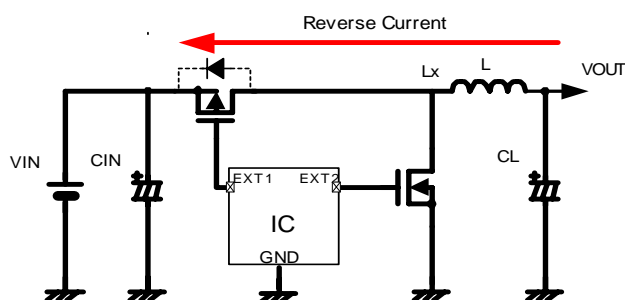 Reverse Current
Lx
L
VOUT
VIN
CIN
CL
EXT1
EXT2
IC
GND